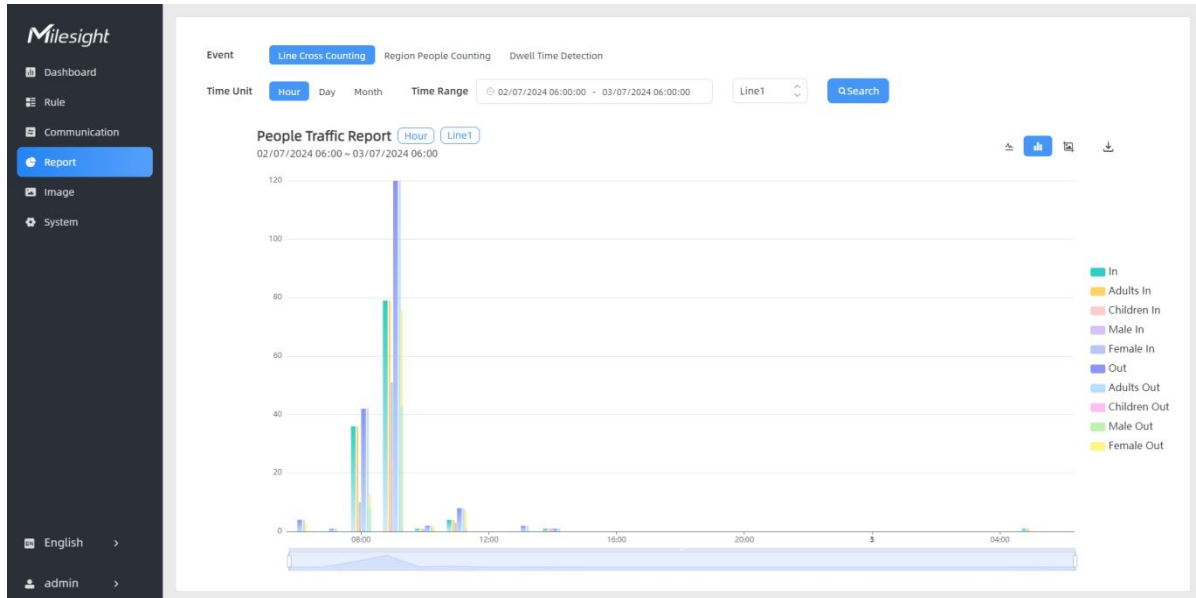 Milesight
Dashboard
Rule
Communication
Report
Image
System
EN English >
admin >
Event Line Cross Counting Region People Counting Dwell Time Detection
Time Unit Hour Day Month Time Range 02/07/2024 06:00:00 - 03/07/2024 06:00:00 Line1 Search
People Traffic Report Hour Line1
02/07/2024 06:00 ~ 03/07/2024 06:00
120
100
80
60
40
20
0
08:00 12:00 16:00 20:00 3 04:00
In
Adults In
Children In
Male In
Female In
Out
Adults Out
Children Out
Male Out
Female Out